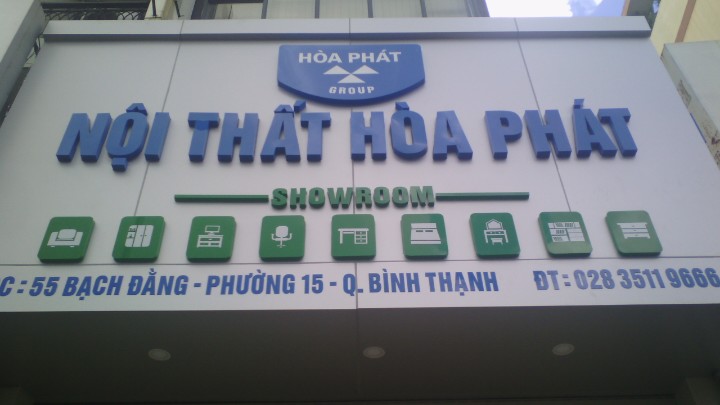 HÒA PHÁT
GROUP
NỘI THẤT HÒA PHÁT
SHOWROOM
C : 55 BẠCH ĐẰNG - PHƯỜNG 15 - Q. BÌNH THẠNH ĐT : 028 3511 9666